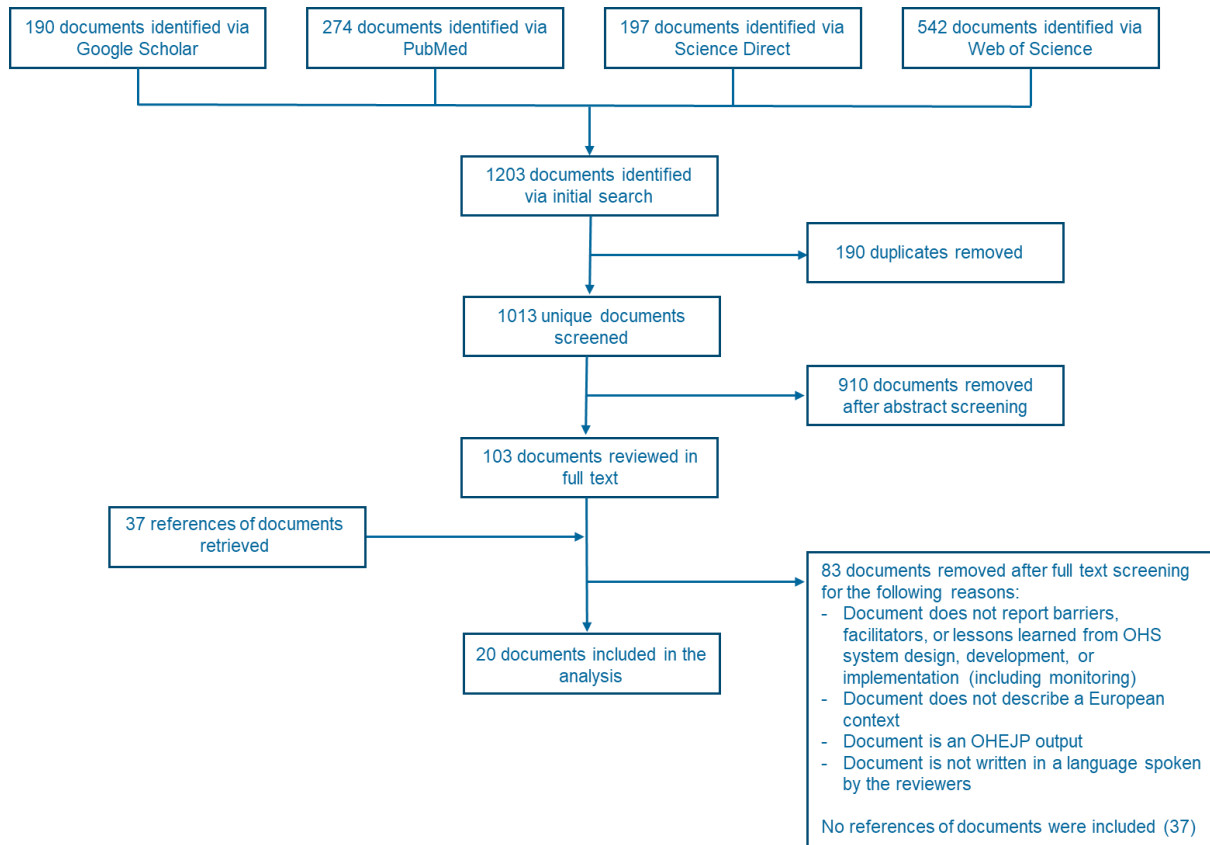 190 documents identified via
Google Scholar
274 documents identified via
PubMed
197 documents identified via
Science Direct
542 documents identified via
Web of Science
1203 documents identified
via initial search
190 duplicates removed
1013 unique documents
screened
910 documents removed
after abstract screening
103 documents reviewed in
full text
37 references of documents
retrieved
83 documents removed after full text screening
for the following reasons:
- Document does not report barriers,
facilitators, or lessons learned from OHS
system design, development, or
implementation (including monitoring)
- Document does not describe a European
context
- Document is an OHEJP output
- Document is not written in a language spoken
by the reviewers
No references of documents were included (37)
20 documents included in the
analysis